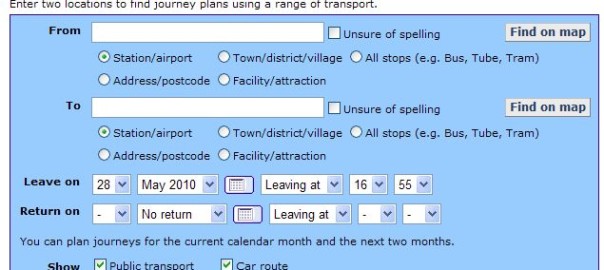 Enter two locations to find journey plans using a range of transport.
From Unsure of spelling Find on map
Station/airport Town/district/village All stops (e.g. Bus, Tube, Tram)
Address/postcode Facility/attraction
To Unsure of spelling Find on map
Station/airport Town/district/village All stops (e.g. Bus, Tube, Tram)
Address/postcode Facility/attraction
Leave on 28 May 2010 Leaving at 16 55
Return on - No return Leaving at - -
You can plan journeys for the current calendar month and the next two months.
Show Public transport Car route